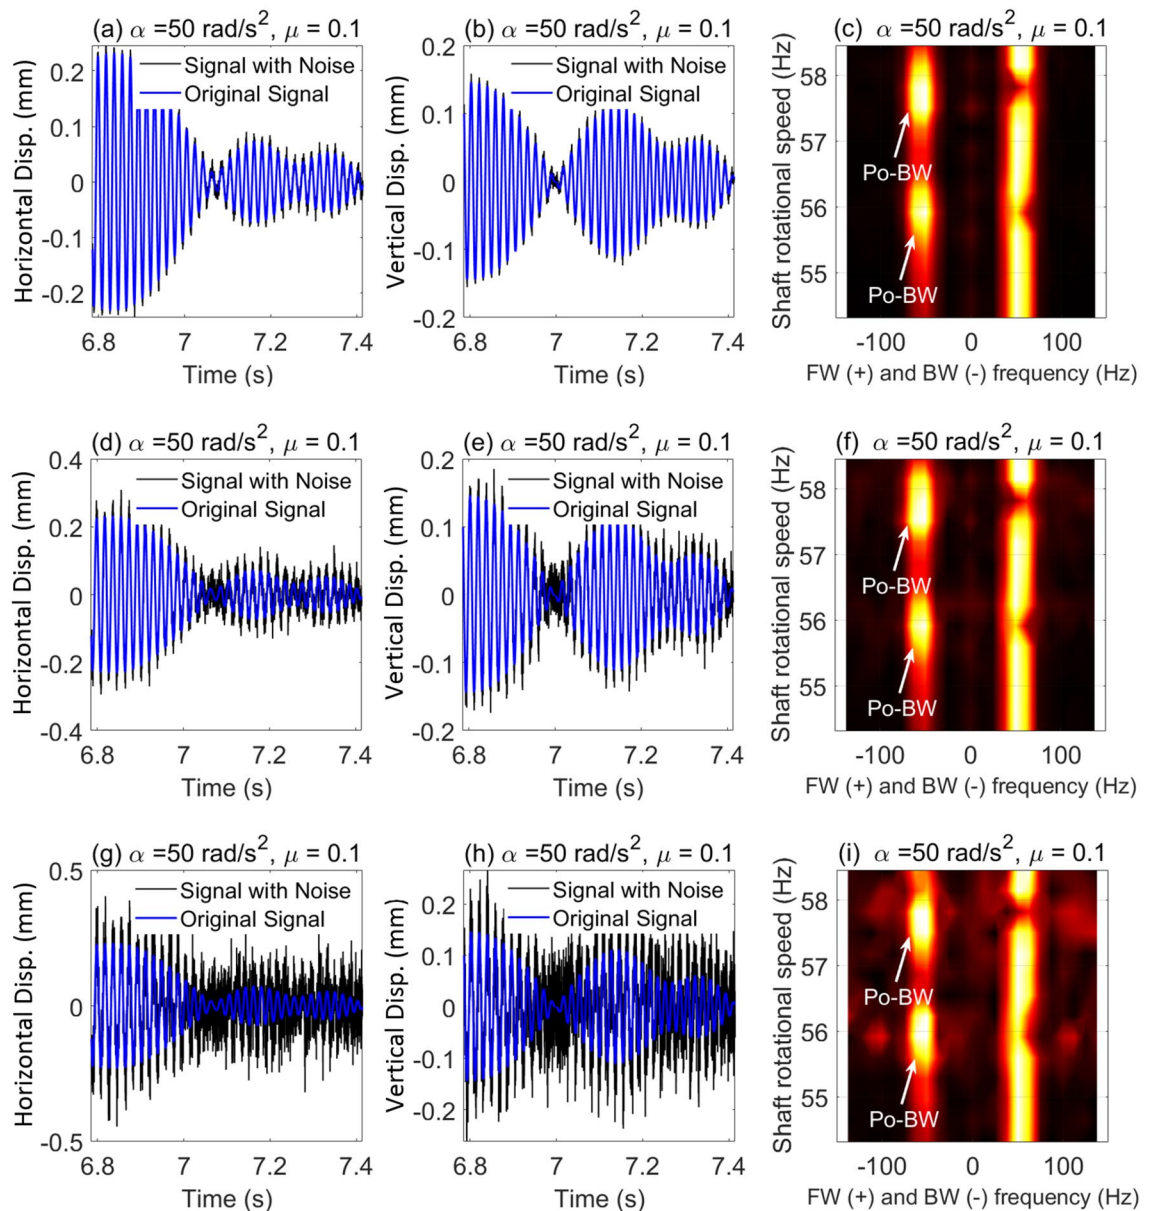 (a) α =50 rad/s², μ = 0.1
Signal with Noise
Original Signal
Horizontal Disp. (mm)
0.2
0.1
0
-0.1
-0.2
6.8 7 7.2 7.4
Time (s)
(b) α =50 rad/s², μ = 0.1
Signal with Noise
Original Signal
Vertical Disp. (mm)
0.2
0.1
0
-0.1
-0.2
6.8 7 7.2 7.4
Time (s)
(c) α =50 rad/s², μ = 0.1
Shaft rotational speed (Hz)
58
57
56
55
Po-BW
Po-BW
-100 0 100
FW (+) and BW (-) frequency (Hz)
(d) α =50 rad/s², μ = 0.1
Signal with Noise
Original Signal
Horizontal Disp. (mm)
0.4
0.2
0
-0.2
-0.4
6.8 7 7.2 7.4
Time (s)
(e) α =50 rad/s², μ = 0.1
Signal with Noise
Original Signal
Vertical Disp. (mm)
0.2
0.1
0
-0.1
-0.2
6.8 7 7.2 7.4
Time (s)
(f) α =50 rad/s², μ = 0.1
Shaft rotational speed (Hz)
58
57
56
55
Po-BW
Po-BW
-100 0 100
FW (+) and BW (-) frequency (Hz)
(g) α =50 rad/s², μ = 0.1
Signal with Noise
Original Signal
Horizontal Disp. (mm)
0.5
0
-0.5
6.8 7 7.2 7.4
Time (s)
(h) α =50 rad/s², μ = 0.1
Signal with Noise
Original Signal
Vertical Disp. (mm)
0.2
0.1
0
-0.1
-0.2
6.8 7 7.2 7.4
Time (s)
(i) α =50 rad/s², μ = 0.1
Shaft rotational speed (Hz)
58
57
56
55
Po-BW
Po-BW
-100 0 100
FW (+) and BW (-) frequency (Hz)